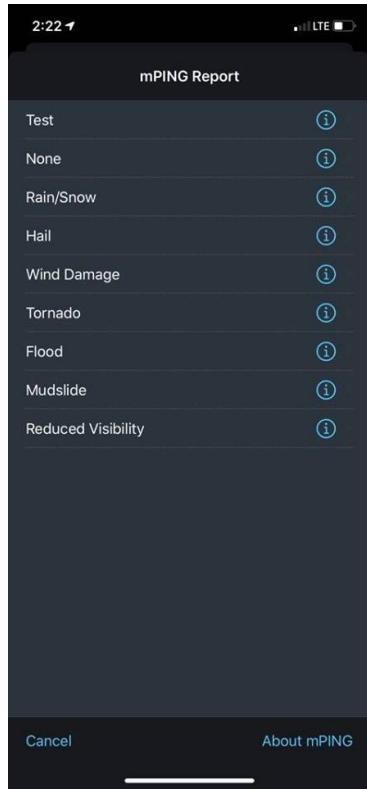 2:22
LTE
mPING Report
Test
None
Rain/Snow
Hail
Wind Damage
Tornado
Flood
Mudslide
Reduced Visibility
Cancel
About mPING